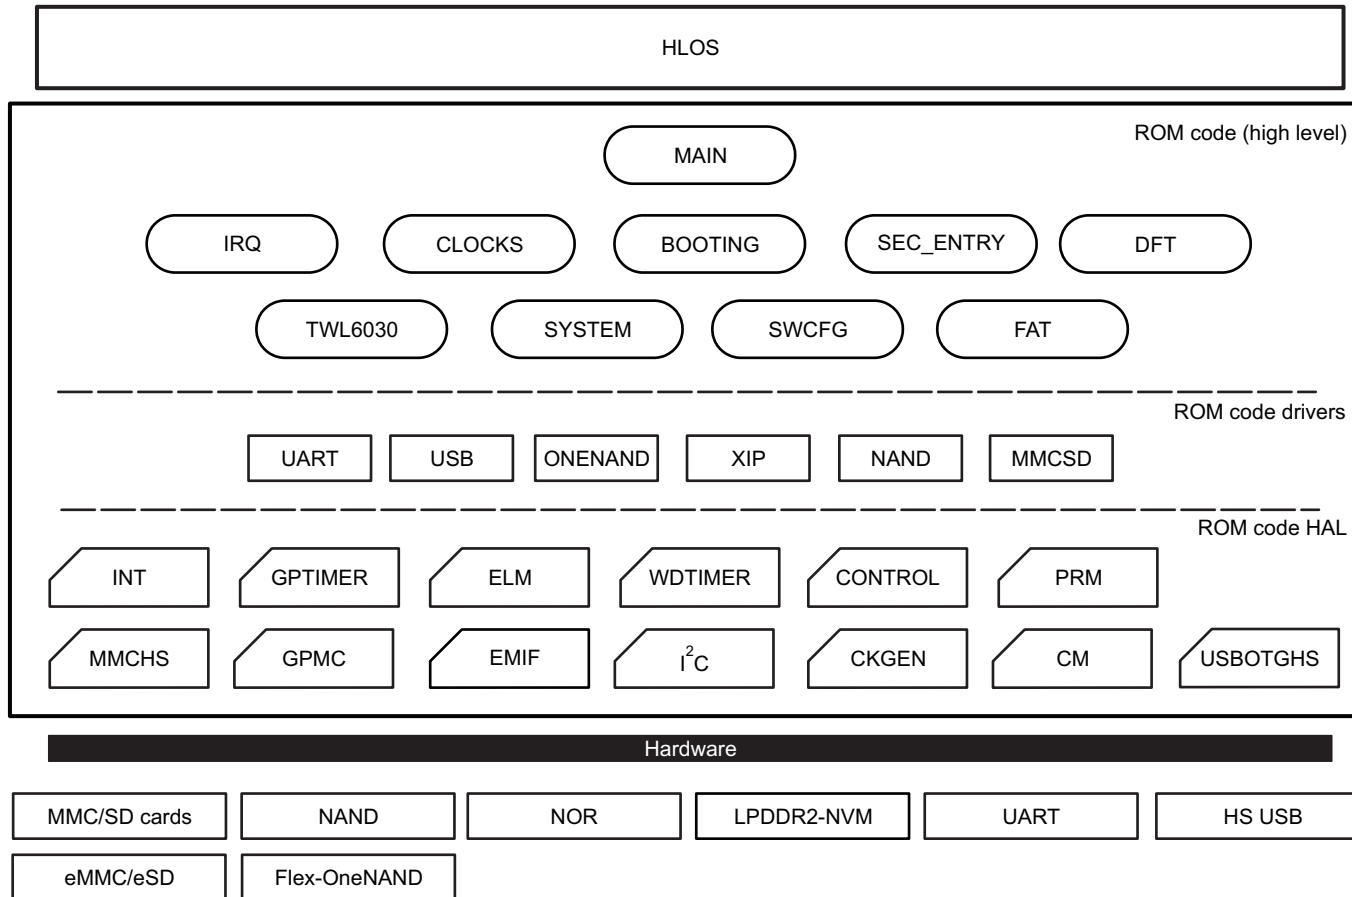 HLOS
ROM code (high level)
MAIN
IRQ CLOCKS BOOTING SEC_ENTRY DFT
TWL6030 SYSTEM SWCFG FAT
ROM code drivers
UART USB ONENAND XIP NAND MMCSD
ROM code HAL
INT GPTIMER ELM WDTIMER CONTROL PRM
MMCHS GPMC EMIF I²C CKGEN CM USBOTGHS
Hardware
MMC/SD cards NAND NOR LPDDR2-NVM UART HS USB
eMMC/eSD Flex-OneNAND